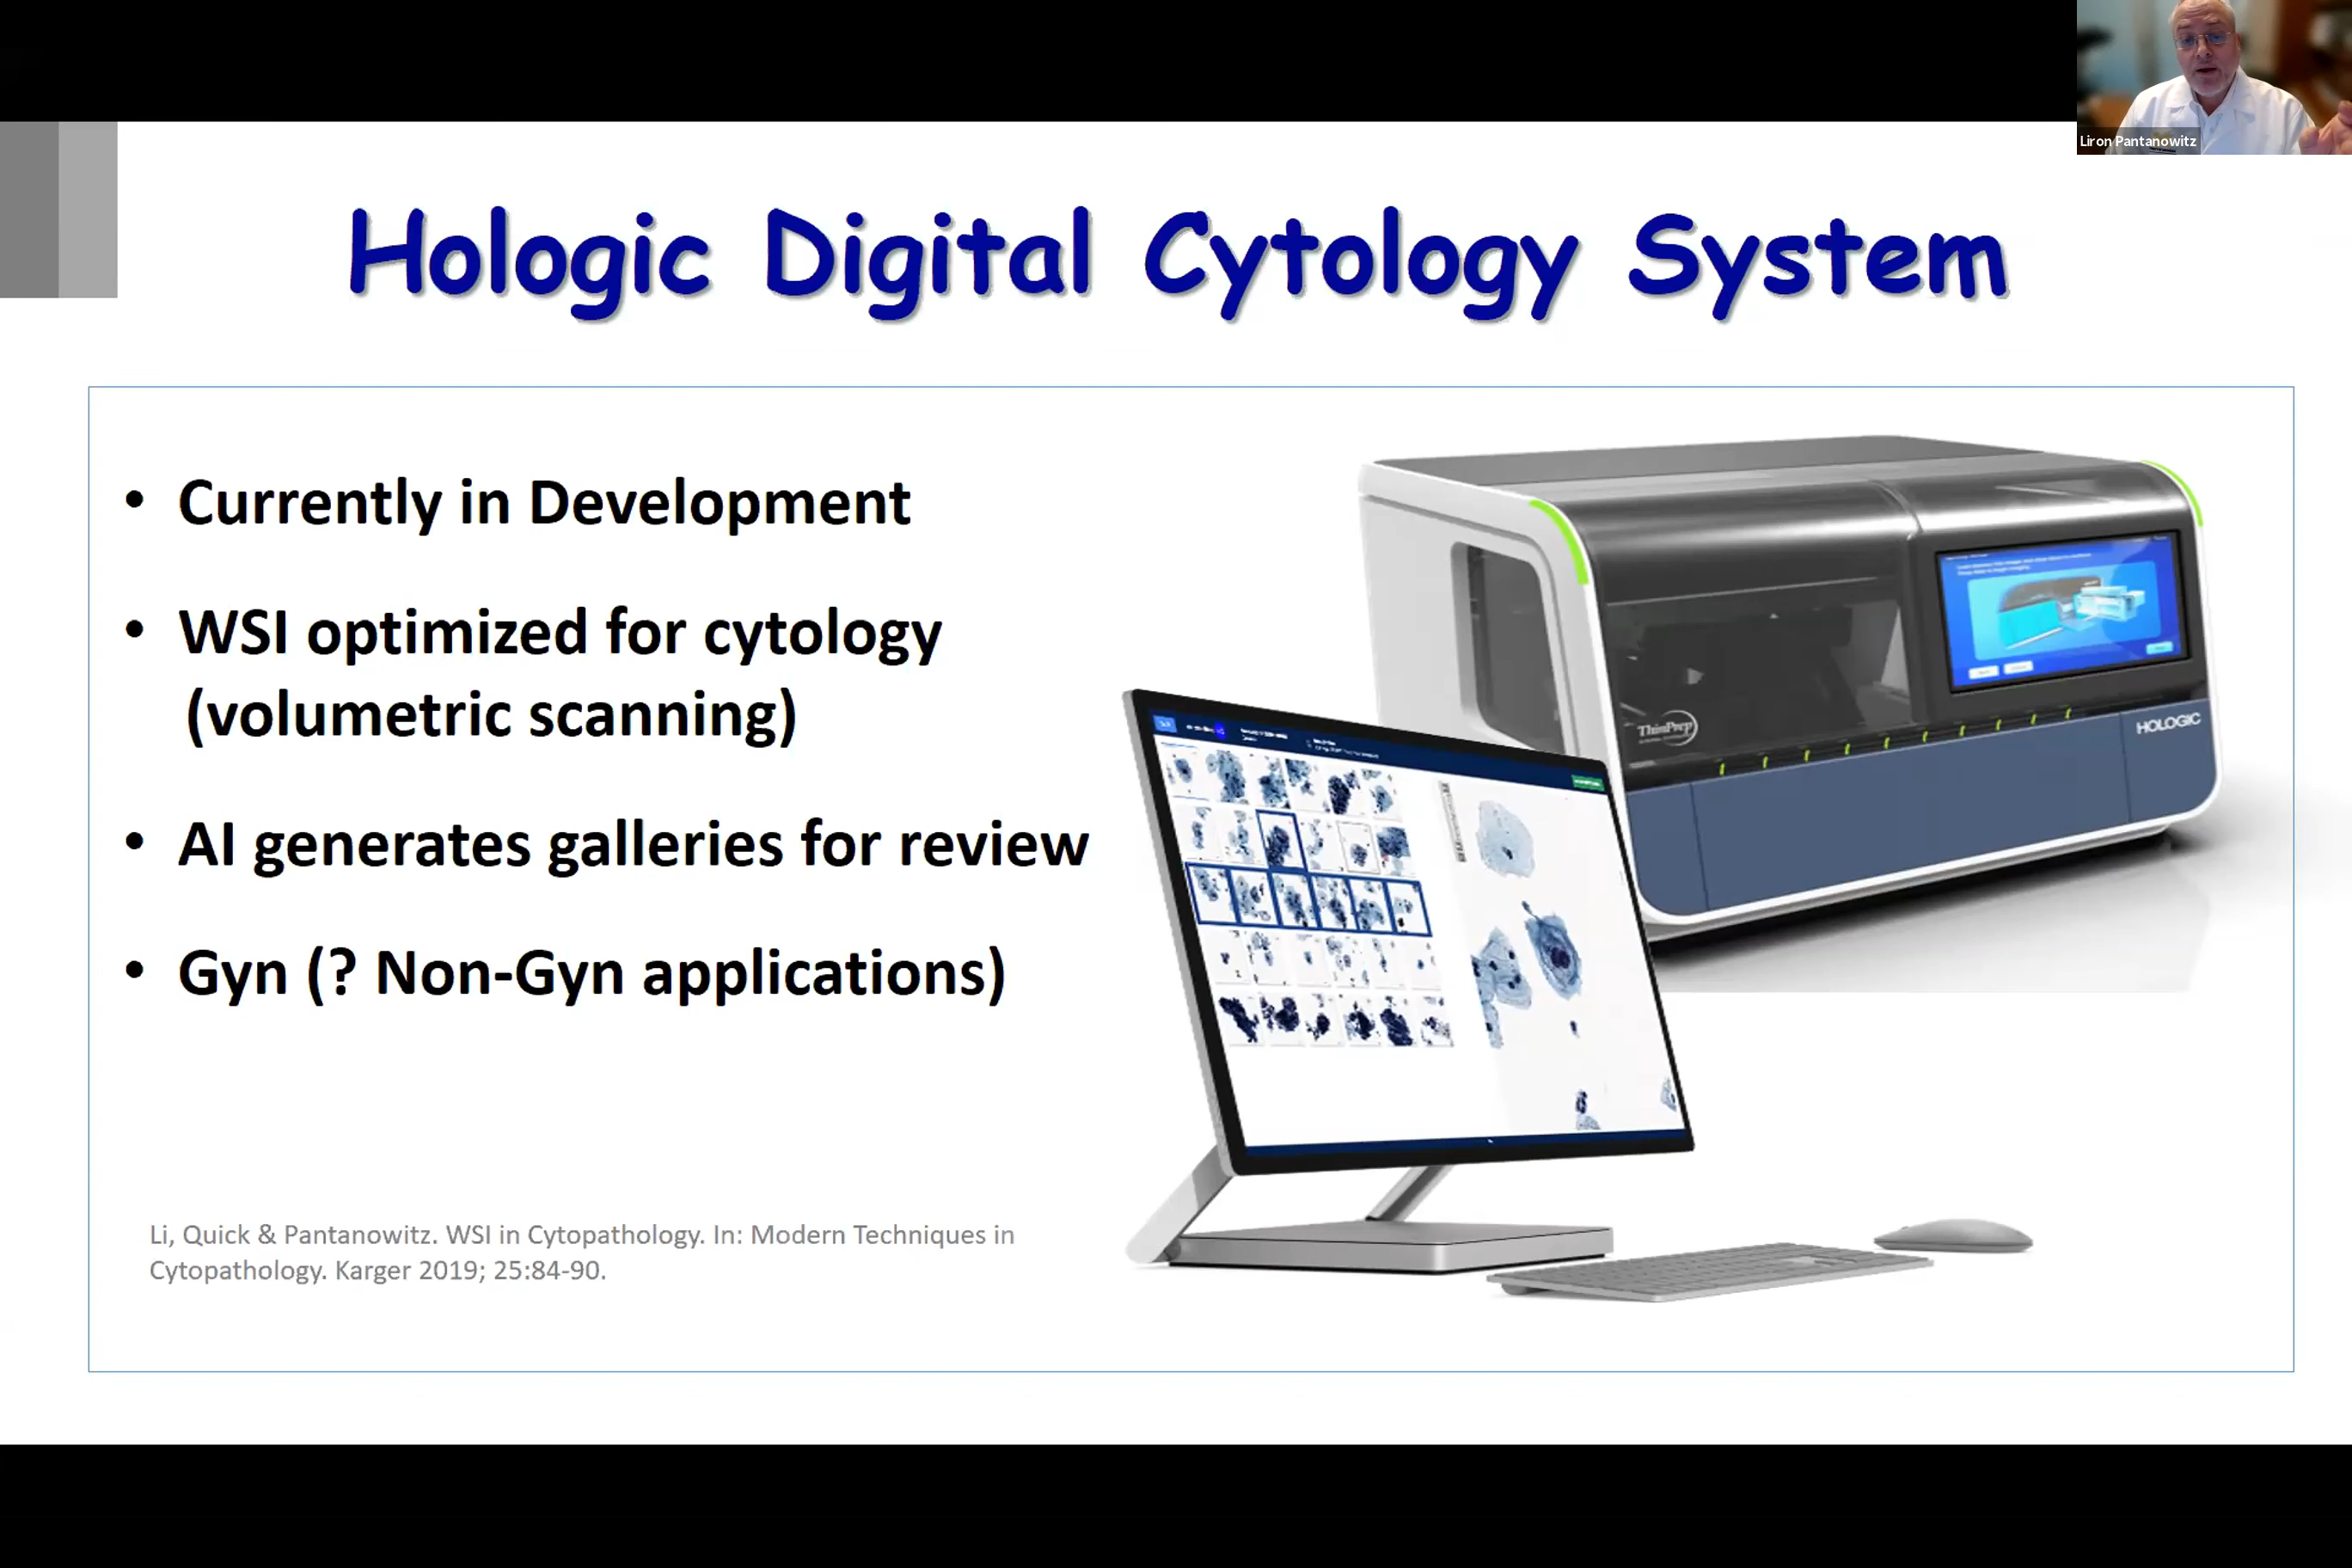 Liron Pantanowitz
Hologic Digital Cytology System
• Currently in Development
• WSI optimized for cytology
(volumetric scanning)
• AI generates galleries for review
• Gyn (? Non-Gyn applications)
Li, Quick & Pantanowitz. WSI in Cytopathology. In: Modern Techniques in
Cytopathology. Karger 2019; 25:84-90.
ThinPrep
HOLOGIC